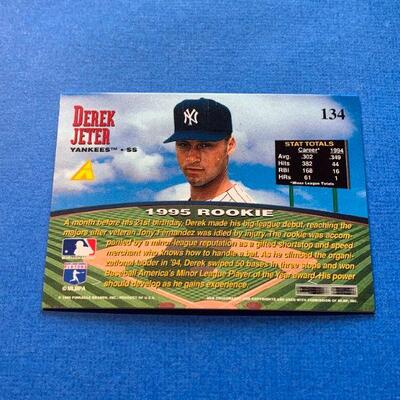 DEREK
JETER
YANKEES™ • SS
134
NY
STAT TOTALS
Career* 1994
Avg. .302 .349
Hits 382 44
RBI 168 16
HRs 61 1
*Minor League Totals
1995 ROOKIE
A month before his 21st birthday, Derek made his big-league debut, reaching the
majors after veteran Tony Fernandez was idled by injury. The rookie was accom-
panied by a minor-league reputation as a gifted shortstop and speed
merchant who knows how to handle a bat. As he climbed the organi-
zational ladder in '94, Derek swiped 50 bases in three stops and won
Baseball America's Minor League Player of the Year award. His power
should develop as he gains experience.
©MLBPA